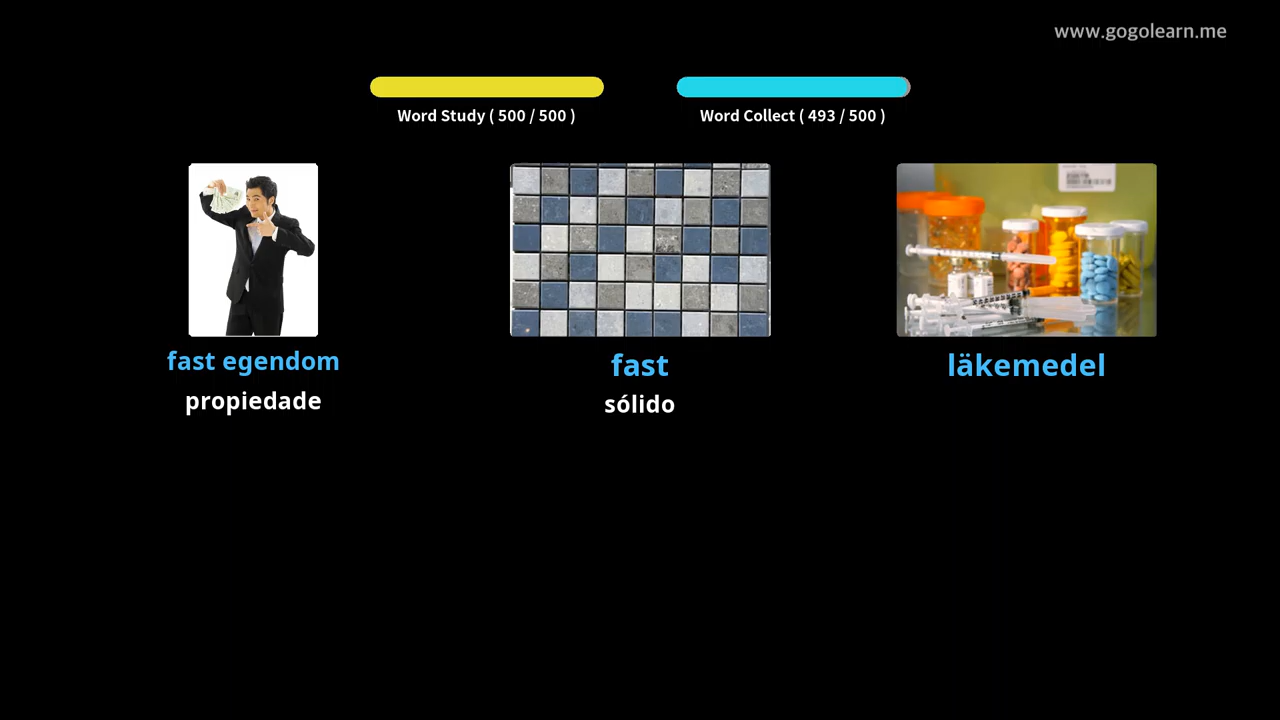 www.gogolearn.me
Word Study ( 500 / 500 )
Word Collect ( 493 / 500 )
fast egendom
propiedade
fast
sólido
läkemedel